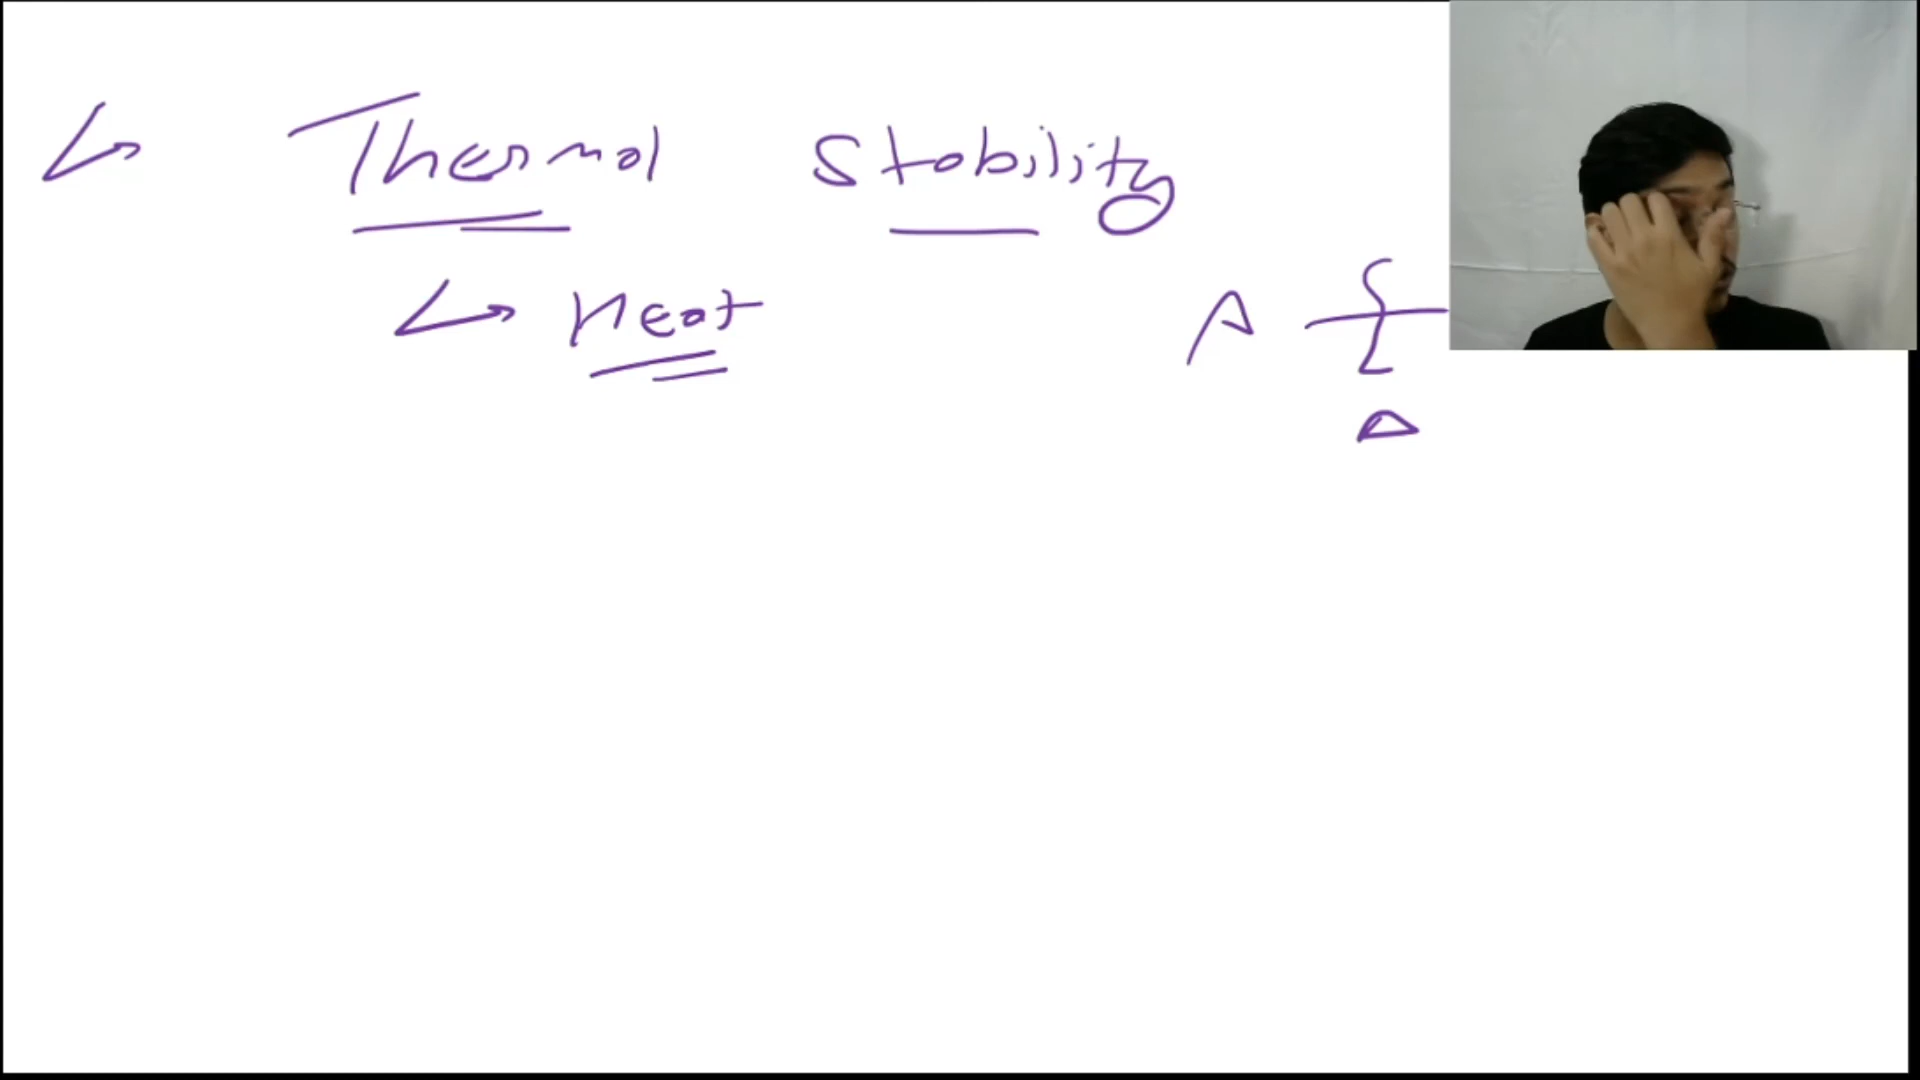 ↳ Thermal Stability
↳ Heat
A
Δ